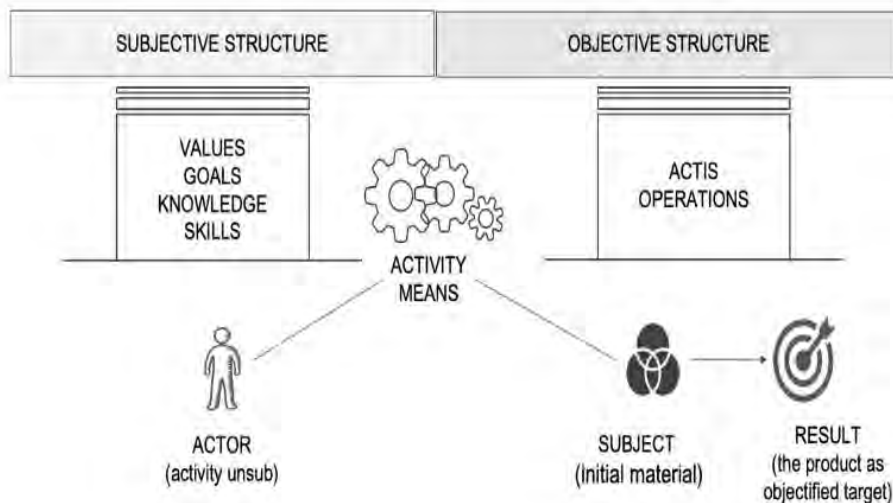 SUBJECTIVE STRUCTURE
OBJECTIVE STRUCTURE
VALUES
GOALS
KNOWLEDGE
SKILLS
ACTIS
OPERATIONS
ACTIVITY
MEANS
ACTOR
(activity unsub)
SUBJECT
(initial material)
RESULT
(the product as
objectified target)